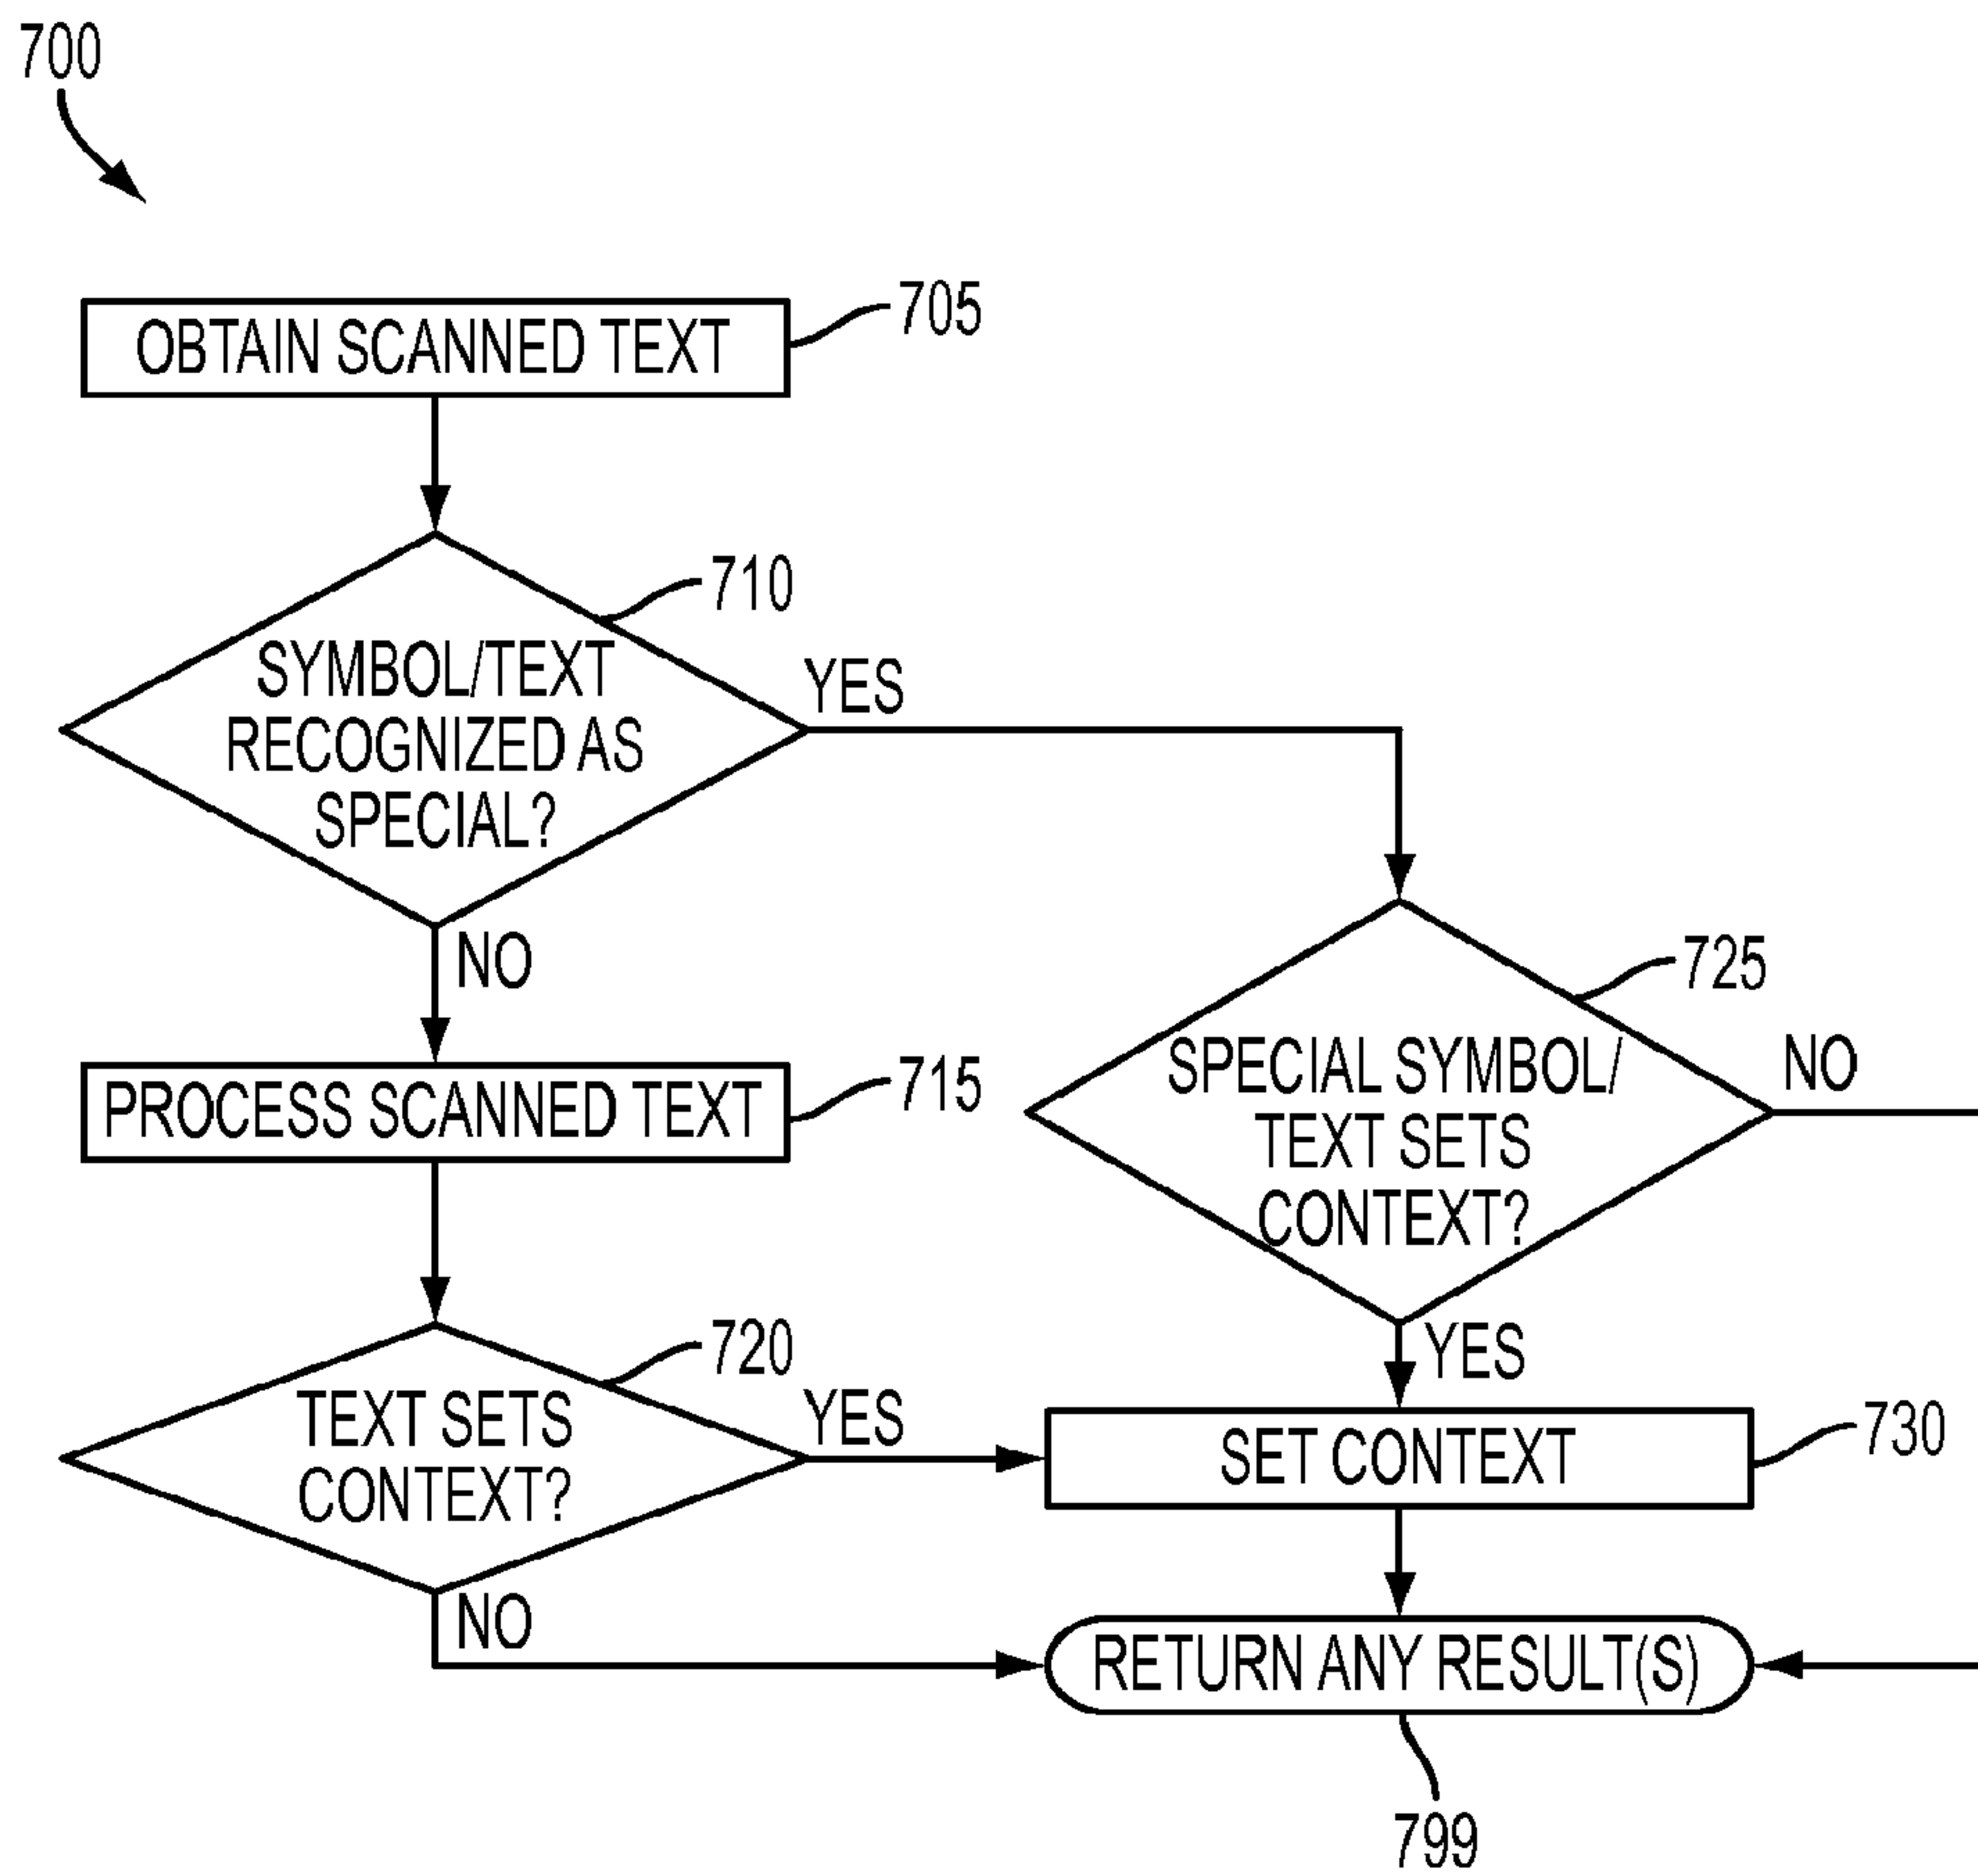 700
OBTAIN SCANNED TEXT
705
710
SYMBOL/TEXT
RECOGNIZED AS
SPECIAL?
YES
NO
PROCESS SCANNED TEXT
715
725
SPECIAL SYMBOL/
TEXT SETS
CONTEXT?
NO
YES
720
TEXT SETS
CONTEXT?
YES
NO
SET CONTEXT
730
RETURN ANY RESULT(S)
799